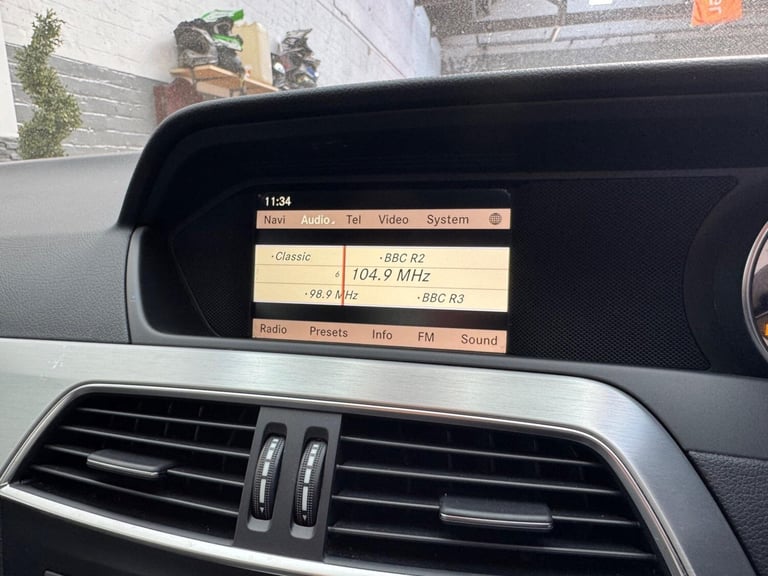 11:34
Navi Audio Tel Video System
·Classic ·BBC R2
6 104.9 MHz
·98.9 MHz ·BBC R3
Radio Presets Info FM Sound